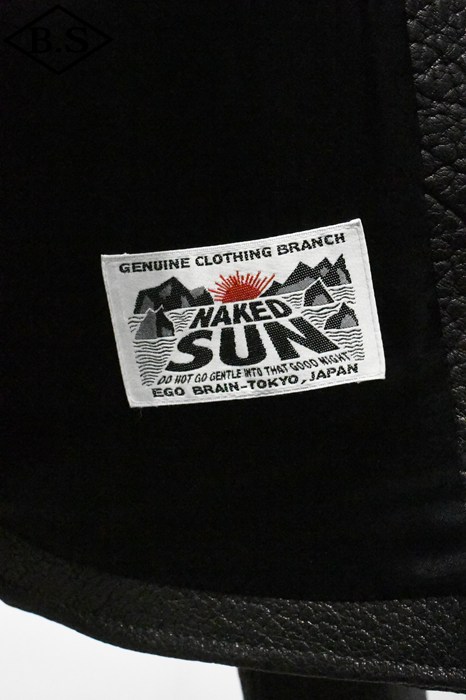 B.S
GENUINE CLOTHING BRANCH
NAKED
SUN
DO NOT GO GENTLE INTO THAT GOOD NIGHT
EGO BRAIN-TOKYO, JAPAN